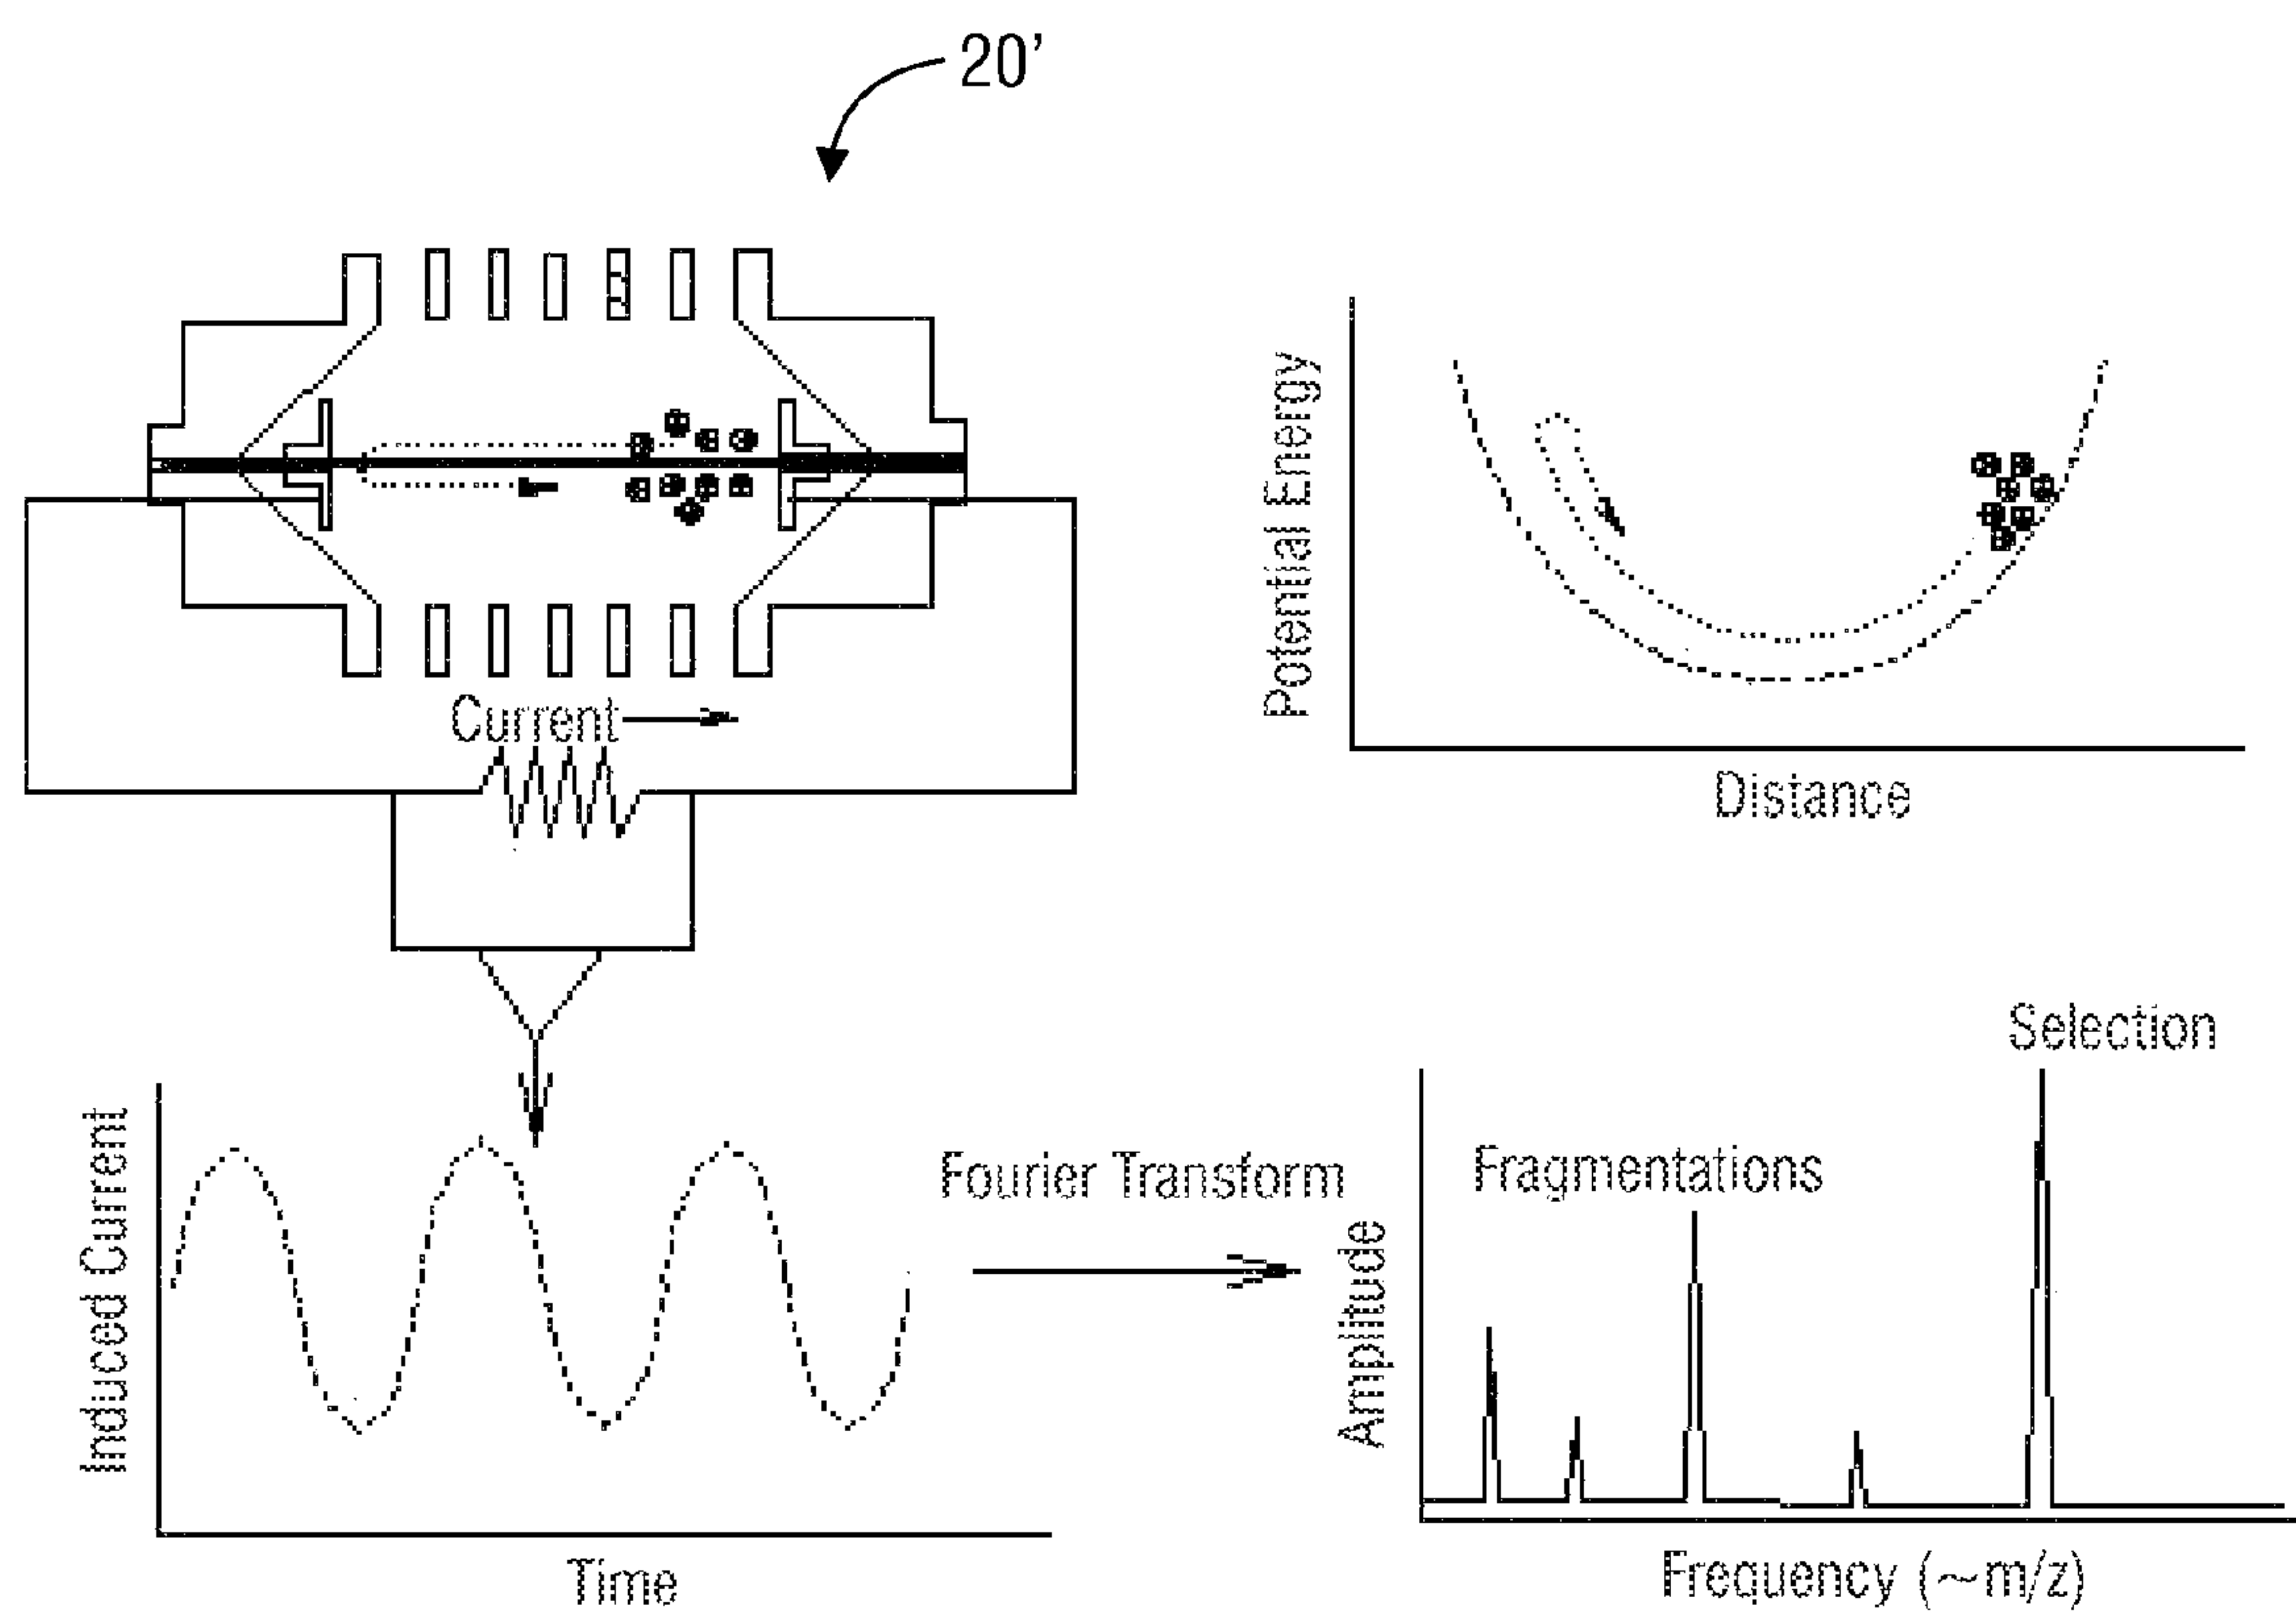 20'
Current
Potential Energy
Distance
Induced Current
Time
Fourier Transform
Selection
Fragmentations
Amplitude
Frequency (~m/z)